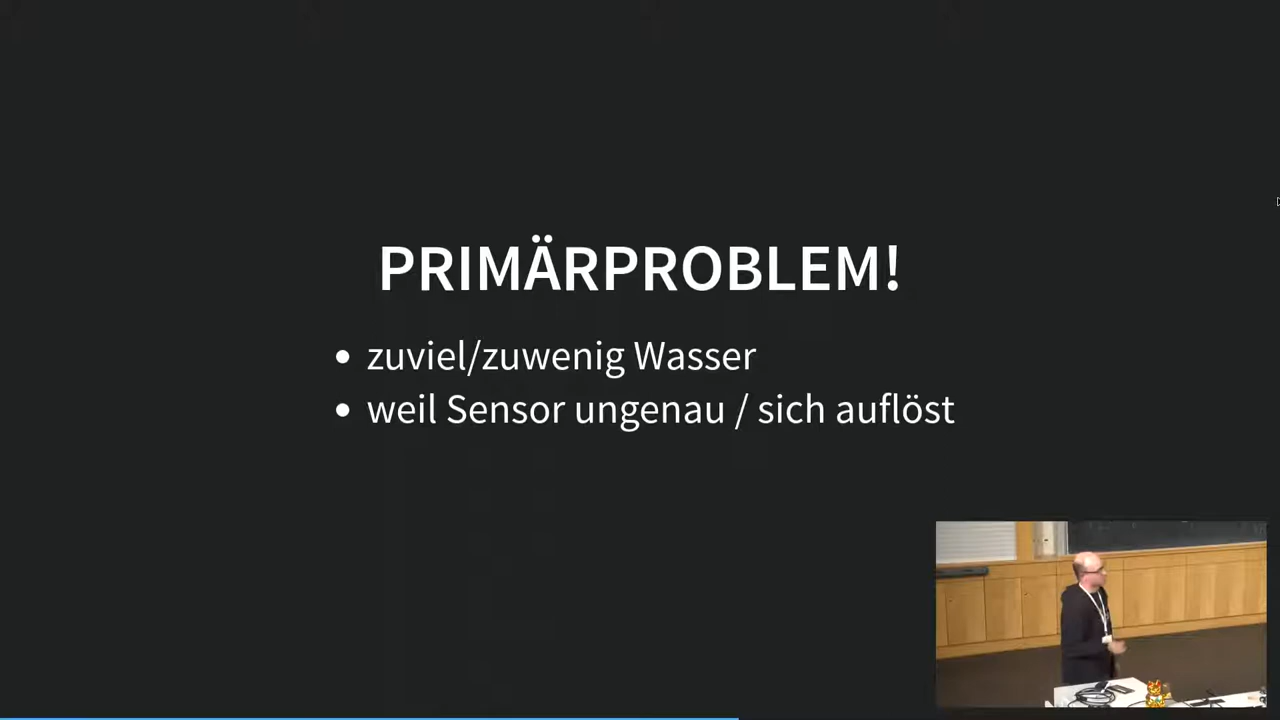 PRIMÄRPROBLEM!
zuviel/zuwenig Wasser
weil Sensor ungenau / sich auflöst